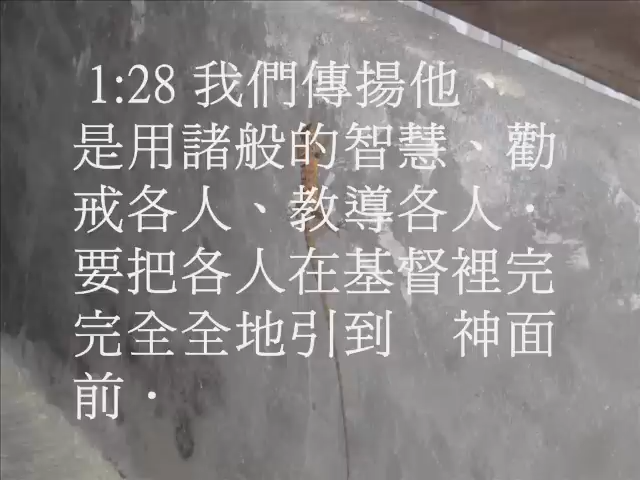 1:28 我們傳揚他
是用諸般的智慧、勸
戒各人、教導各人．
要把各人在基督裡完
完全全地引到　神面
前．